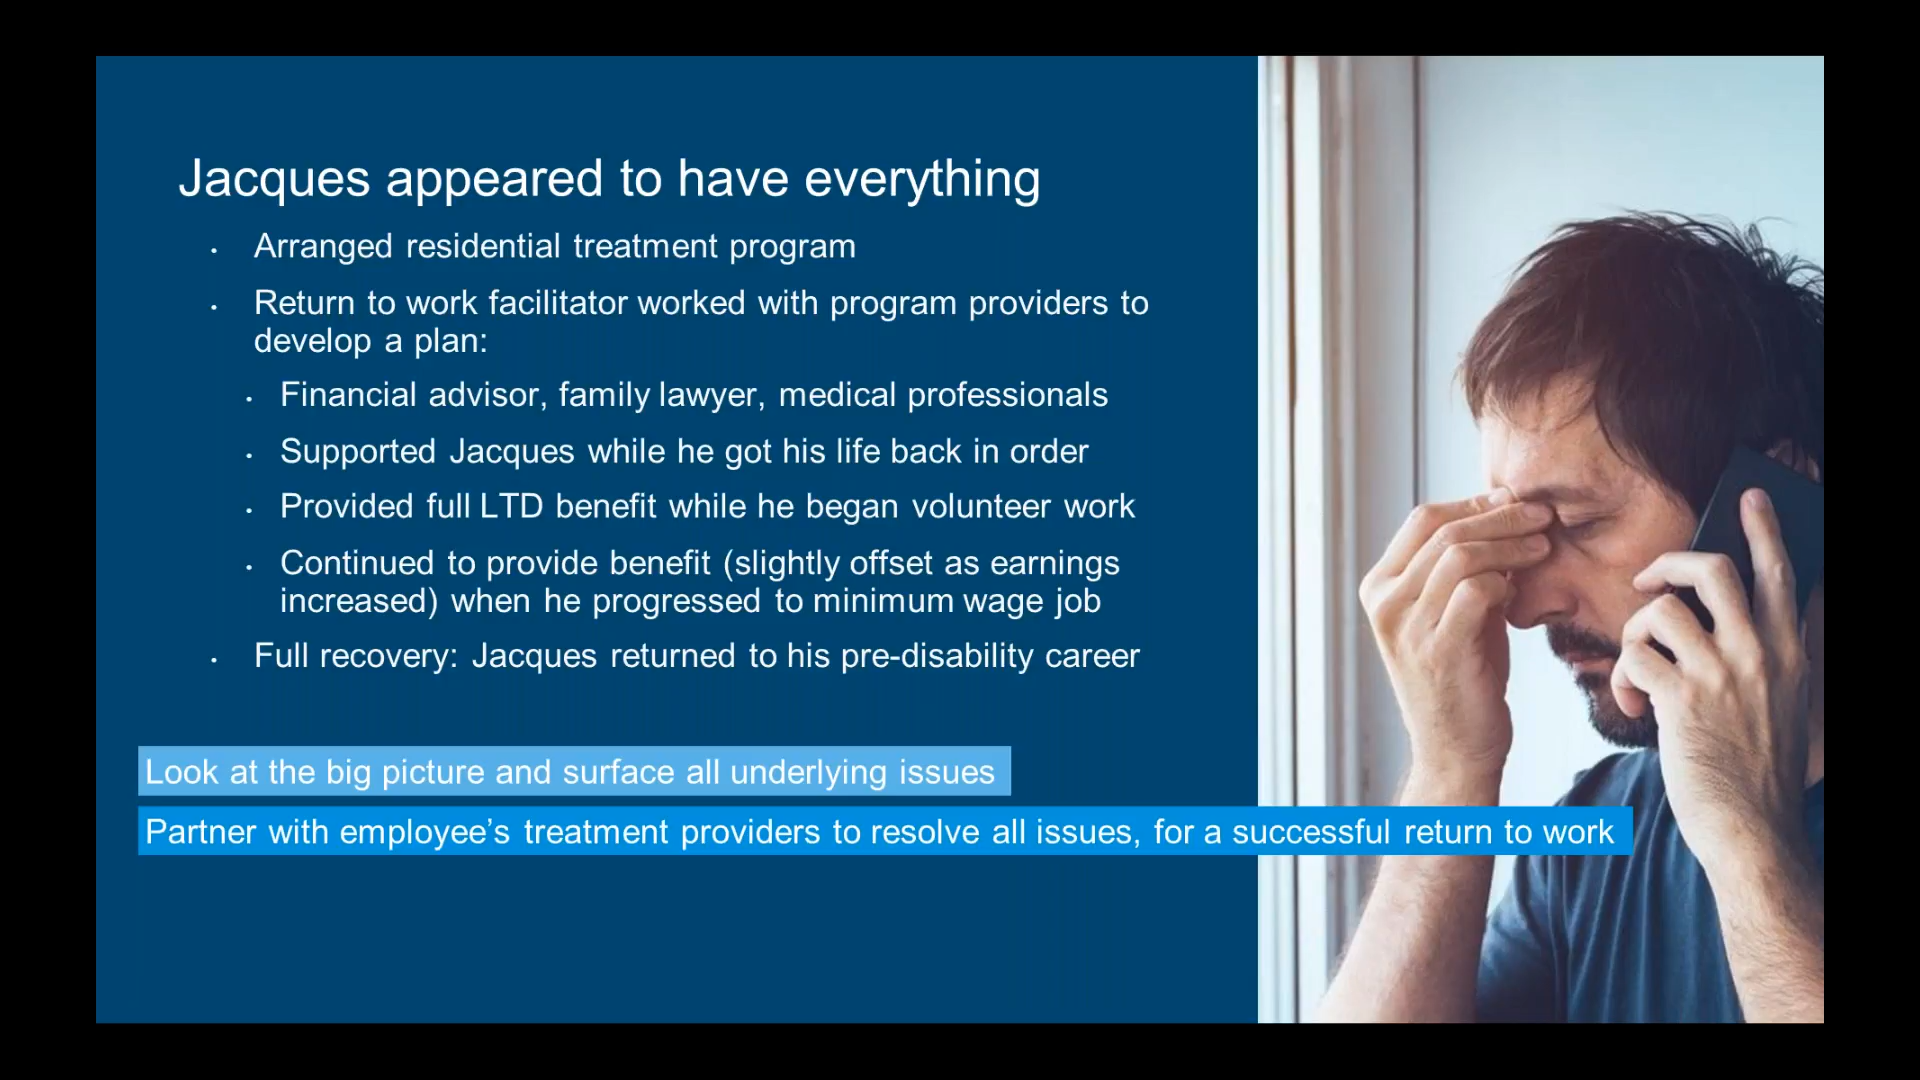 Jacques appeared to have everything
• Arranged residential treatment program
• Return to work facilitator worked with program providers to
develop a plan:
• Financial advisor, family lawyer, medical professionals
• Supported Jacques while he got his life back in order
• Provided full LTD benefit while he began volunteer work
• Continued to provide benefit (slightly offset as earnings
increased) when he progressed to minimum wage job
• Full recovery: Jacques returned to his pre-disability career
Look at the big picture and surface all underlying issues
Partner with employee’s treatment providers to resolve all issues, for a successful return to work